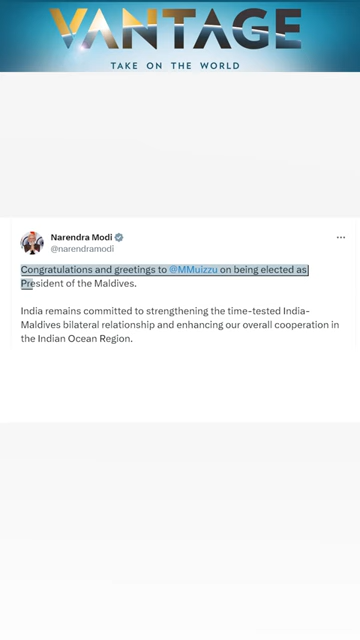 VANTAGE
TAKE ON THE WORLD
Narendra Modi
@narendramodi
Congratulations and greetings to @MMuizzu on being elected as
President of the Maldives.
India remains committed to strengthening the time-tested India-
Maldives bilateral relationship and enhancing our overall cooperation in
the Indian Ocean Region.